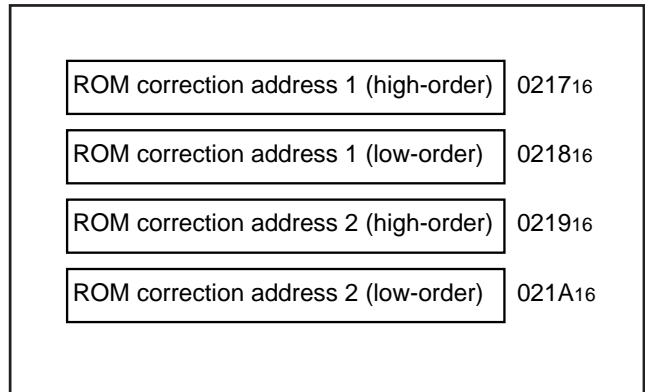 ROM correction address 1 (high-order) 0217₁₆
ROM correction address 1 (low-order) 0218₁₆
ROM correction address 2 (high-order) 0219₁₆
ROM correction address 2 (low-order) 021A₁₆